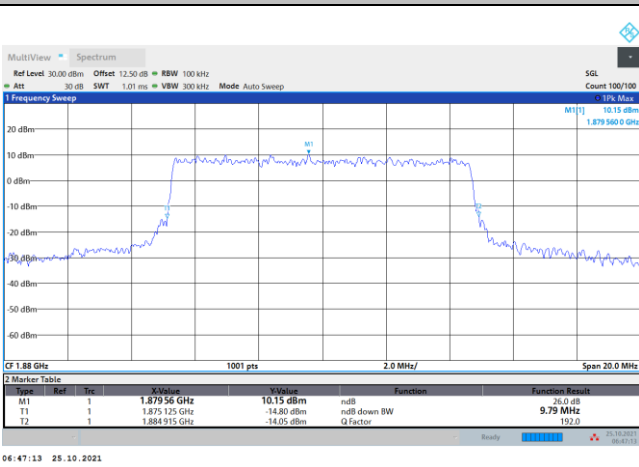 MultiView Spectrum
Ref Level 30.00 dBm Offset 12.50 dB RBW 100 kHz SGL
Att 30 dB SWT 1.01 ms VBW 300 kHz Mode Auto Sweep Count 100/100
1 Frequency Sweep 1Pk Max
M1[1] 10.15 dBm
1.879 560 0 GHz
20 dBm
M1
10 dBm
0 dBm
-10 dBm
-20 dBm
-30 dBm
-40 dBm
-50 dBm
-60 dBm
CF 1.88 GHz 1001 pts 2.0 MHz/ Span 20.0 MHz
2 Marker Table
Type Ref Trc X-Value Y-Value Function Function Result
M1 1 1.879 56 GHz 10.15 dBm ndB 26.0 dB
T1 1 1.875 125 GHz -14.80 dBm ndB down BW 9.79 MHz
T2 1 1.884 915 GHz -14.05 dBm Q Factor 192.0
Ready 25.10.2021
06:47:13
06:47:13 25.10.2021